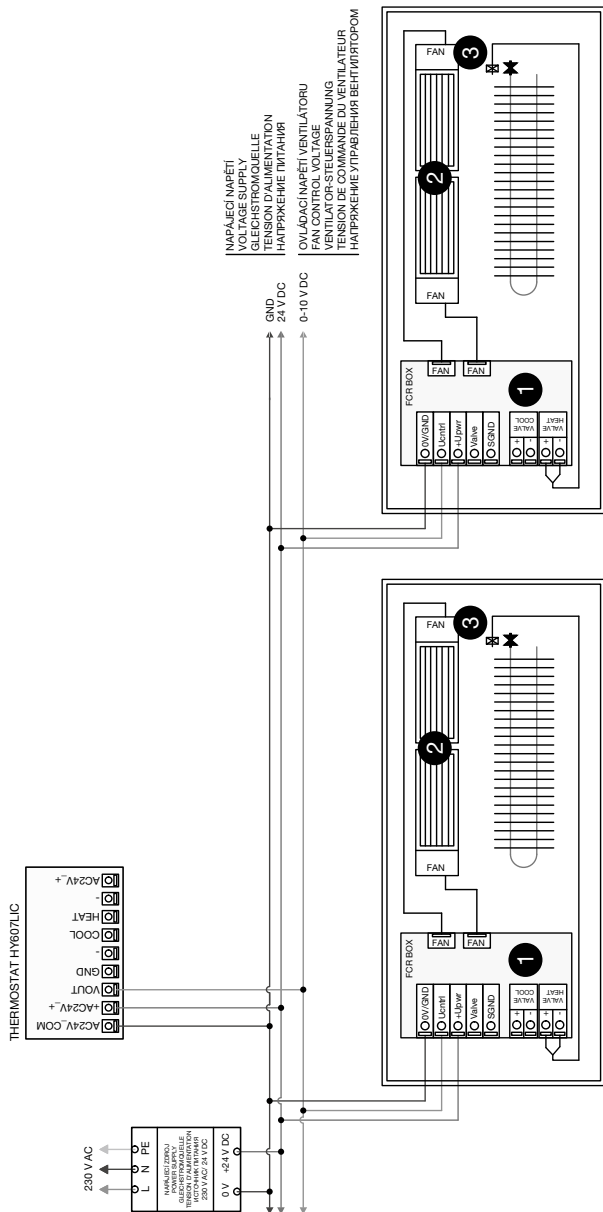 THERMOSTAT HY607LIC
AC24V_COM
+AC24V_+
VOUT
GND
-
COOL
HEAT
-
AC24V_+
230 V AC
L
N
PE
NAPÁJECÍ ZDROJ
POWER SUPPLY
GLEICHSTROMQUELLE
TENSION D'ALIMENTATION
ИСТОЧНИК ПИТАНИЯ
230 V AC/ 24 V DC
0 V
+24 V DC
NAPÁJECÍ NAPĚTÍ
VOLTAGE SUPPLY
GLEICHSTROMQUELLE
TENSION D'ALIMENTATION
НАПРЯЖЕНИЕ ПИТАНИЯ
OVLÁDACÍ NAPĚTÍ VENTILÁTORU
FAN CONTROL VOLTAGE
VENTILATOR-STEUERSPANNUNG
TENSION DE COMMANDE DU VENTILATEUR
НАПРЯЖЕНИЕ УПРАВЛЕНИЯ ВЕНТИЛЯТОРОМ
GND
24 V DC
0-10 V DC
FCR BOX
0V/GND
Ucntrl
+Upwr
Valve
SGND
+
-
VALVE
COOL
+
-
VALVE
HEAT
FAN
FAN
1
FAN
2
FAN
3
FCR BOX
0V/GND
Ucntrl
+Upwr
Valve
SGND
+
-
VALVE
COOL
+
-
VALVE
HEAT
FAN
FAN
1
FAN
2
FAN
3